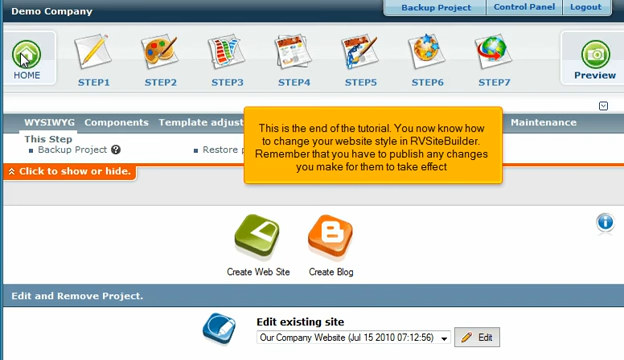 Demo Company
Backup Project
Control Panel
Logout
HOME
STEP1
STEP2
STEP3
STEP4
STEP5
STEP6
STEP7
Preview
WYSIWYG
Components
Template adjust
Maintenance
This is the end of the tutorial. You now know how
to change your website style in RVSiteBuilder.
Remember that you have to publish any changes
you make for them to take effect
This Step
Backup Project
Restore p
Click to show or hide.
Create Web Site
Create Blog
Edit and Remove Project.
Edit existing site
Our Company Website (Jul 15 2010 07:12:56)
Edit